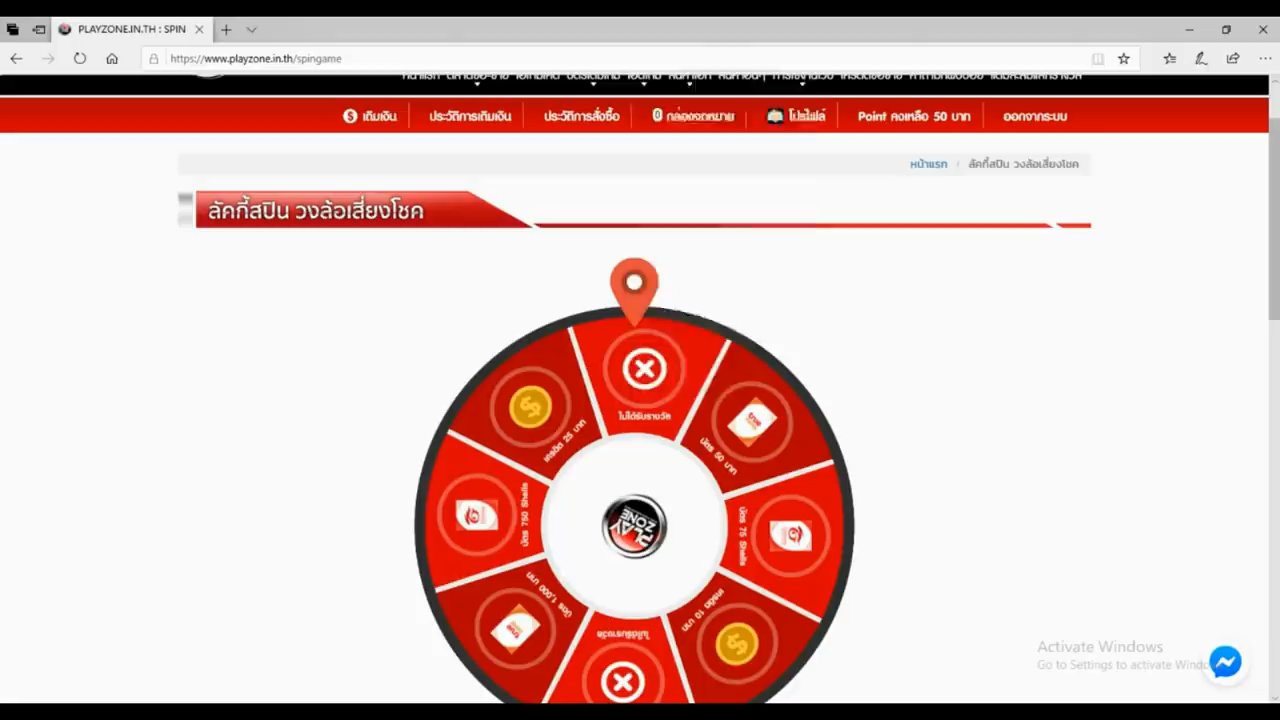 PLAYZONE.IN.TH : SPIN
https://www.playzone.in.th/spingame
เติมเงิน ประวัติการเติมเงิน ประวัติการสั่งซื้อ 0 กล่องจดหมาย โปรไฟล์ Point คงเหลือ 50 บาท ออกจากระบบ
หน้าแรก / ลัคกี้สปิน วงล้อเสี่ยงโชค
ลัคกี้สปิน วงล้อเสี่ยงโชค
ไม่ได้รับรางวัล
บัตร 50 บาท
บัตร 75 Shells
เครดิต 10 บาท
ไม่ได้รับรางวัล
บัตร 1,000 บาท
บัตร 750 Shells
เครดิต 25 บาท
PLAY
ZONE
Activate Windows
Go to Settings to activate